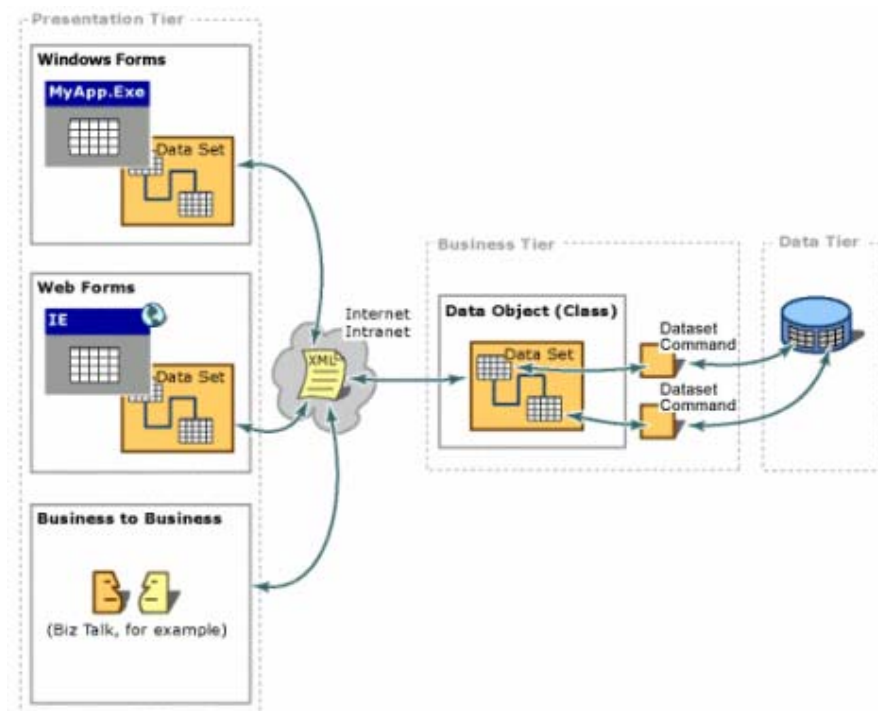 Presentation Tier
Windows Forms
MyApp.Exe
Data Set
Web Forms
IE
Data Set
Business to Business
(Biz Talk, for example)
Internet
Intranet
XML
Business Tier
Data Object (Class)
Data Set
Dataset
Command
Dataset
Command
Data Tier